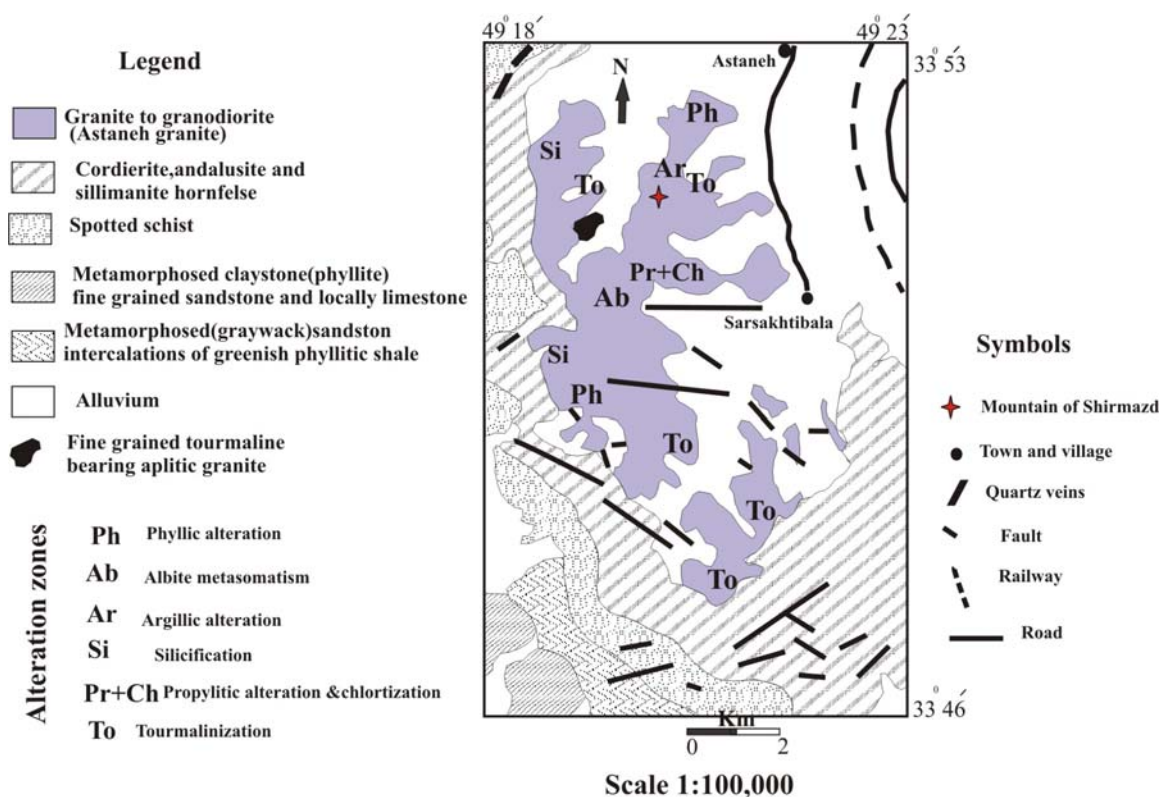 Legend
Granite to granodiorite
(Astaneh granite)
Cordierite,andalusite and
sillimanite hornfelse
Spotted schist
Metamorphosed claystone(phyllite)
fine grained sandstone and locally limestone
Metamorphosed(graywack)sandston
intercalations of greenish phyllitic shale
Alluvium
Fine grained tourmaline
bearing aplitic granite
Alteration zones
Ph Phyllic alteration
Ab Albite metasomatism
Ar Argillic alteration
Si Silicification
Pr+Ch Propylitic alteration &chlortization
To Tourmalinization
49° 18′
49° 23′
33° 53
Astaneh
N
Ph
Si
Ar
To
To
Pr+Ch
Ab
Sarsakhtibala
Si
Ph
To
To
To
33° 46
Km
0 2
Scale 1:100,000
Symbols
Mountain of Shirmazd
Town and village
Quartz veins
Fault
Railway
Road